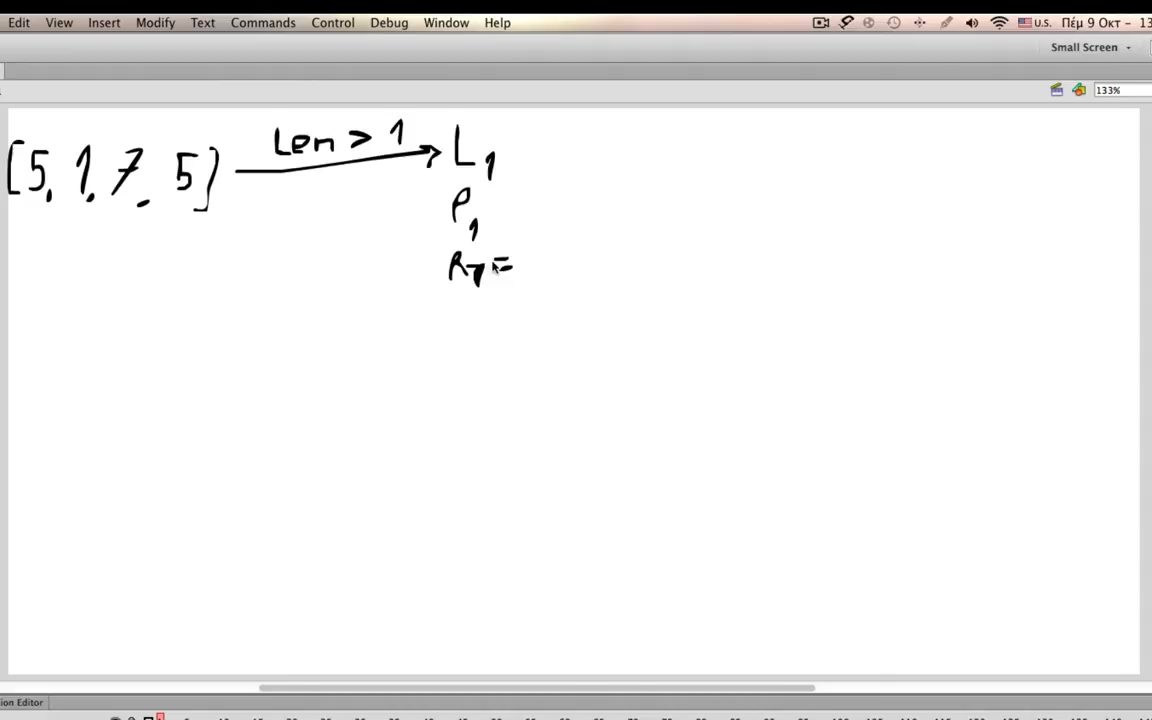 Edit View Insert Modify Text Commands Control Debug Window Help U.S. Πέμ 9 Οκτ - 13
Small Screen
133%
[5, 1, 7, 5] Len > 1 L1
P1
R1 =
ion Editor